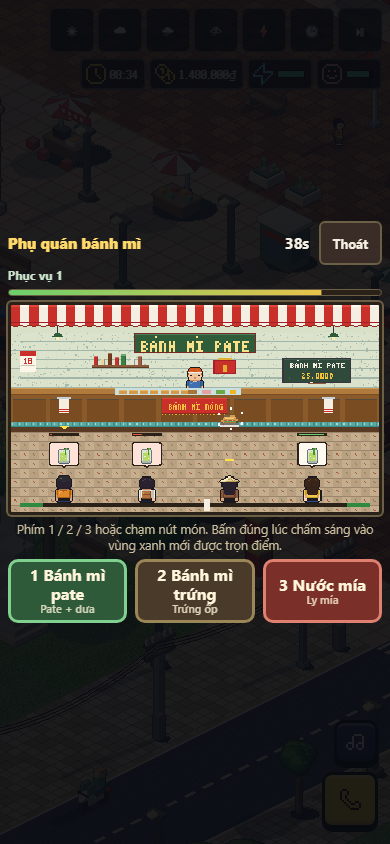 00:34
1.480.000₫
Phụ quán bánh mì
38s
Thoát
Phục vụ 1
BÁNH MÌ PATE
18
BÁNH MÌ PATE
25.000Đ
BÁNH MÌ NÓNG
Phím 1 / 2 / 3 hoặc chạm nút món. Bấm đúng lúc chấm sáng vào
vùng xanh mới được trọn điểm.
1 Bánh mì
pate
Pate + dưa
2 Bánh mì
trứng
Trứng ốp
3 Nước mía
Ly mía